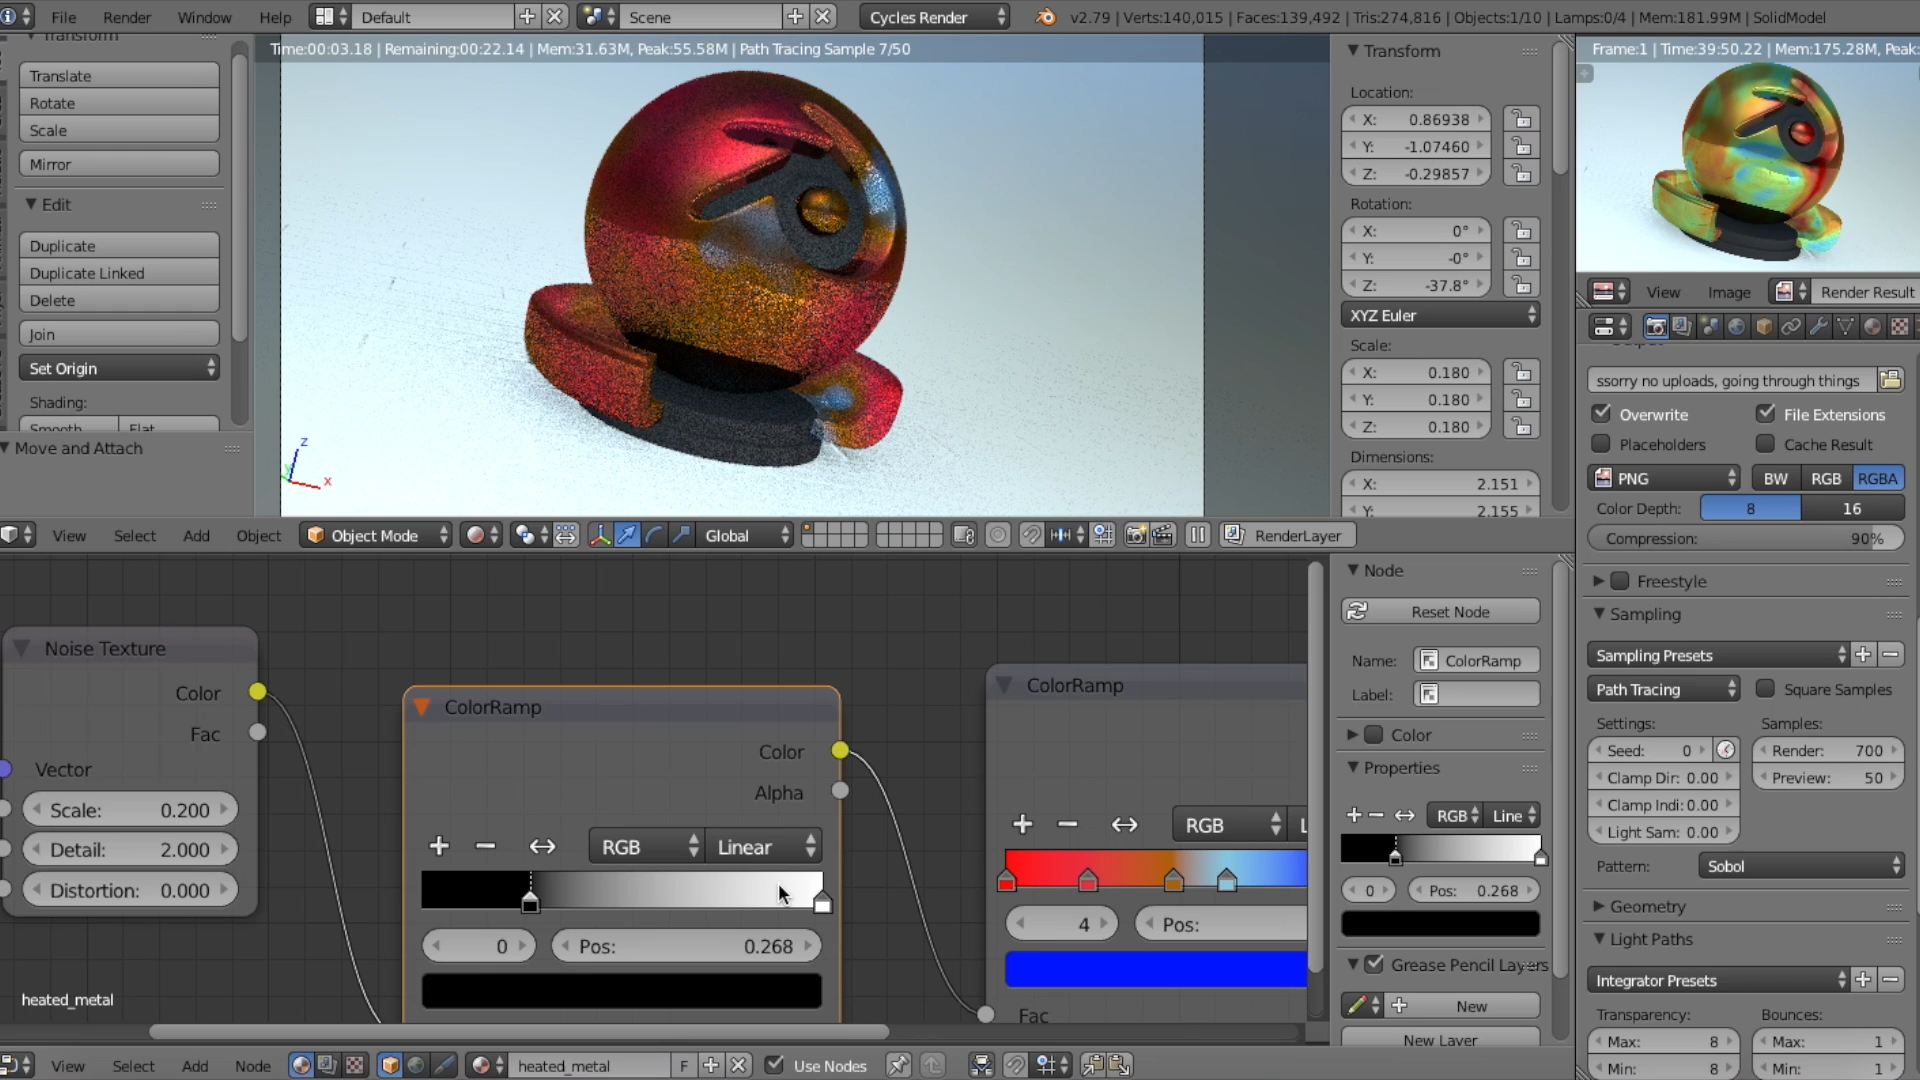 File Render Window Help Default Scene Cycles Render v2.79 | Verts:140,015 | Faces:139,492 | Tris:274,816 | Objects:1/10 | Lamps:0/4 | Mem:181.99M | SolidModel
Transform
Translate
Rotate
Scale
Mirror
Edit
Duplicate
Duplicate Linked
Delete
Join
Set Origin
Shading:
Smooth Flat
Move and Attach
Time:00:03.18 | Remaining:00:22.14 | Mem:31.63M, Peak:55.58M | Path Tracing Sample 7/50
z
x
Transform
Location:
X: 0.86938
Y: -1.07460
Z: -0.29857
Rotation:
X: 0°
Y: -0°
Z: -37.8°
XYZ Euler
Scale:
X: 0.180
Y: 0.180
Z: 0.180
Dimensions:
X: 2.151
Y: 2.155
Frame:1 | Time:39:50.22 | Mem:175.28M, Peak:
View Image Render Result
View Select Add Object Object Mode Global RenderLayer
Output
ssorry no uploads, going through things
Overwrite File Extensions
Placeholders Cache Result
PNG BW RGB RGBA
Color Depth: 8 16
Compression: 90%
Freestyle
Sampling
Sampling Presets
Path Tracing Square Samples
Settings: Samples:
Seed: 0 Render: 700
Clamp Dir: 0.00 Preview: 50
Clamp Indi: 0.00
Light Sam: 0.00
Pattern: Sobol
Geometry
Light Paths
Integrator Presets
Transparency: Bounces:
Max: 8 Max: 1
Min: 8 Min: 1
Noise Texture
Color
Fac
Vector
Scale: 0.200
Detail: 2.000
Distortion: 0.000
heated_metal
ColorRamp
Color
Alpha
RGB Linear
0 Pos: 0.268
ColorRamp
RGB L
4 Pos:
Fac
Node
Reset Node
Name: ColorRamp
Label:
Color
Properties
RGB Line
0 Pos: 0.268
Grease Pencil Layers
New
New Layer
View Select Add Node heated_metal F Use Nodes